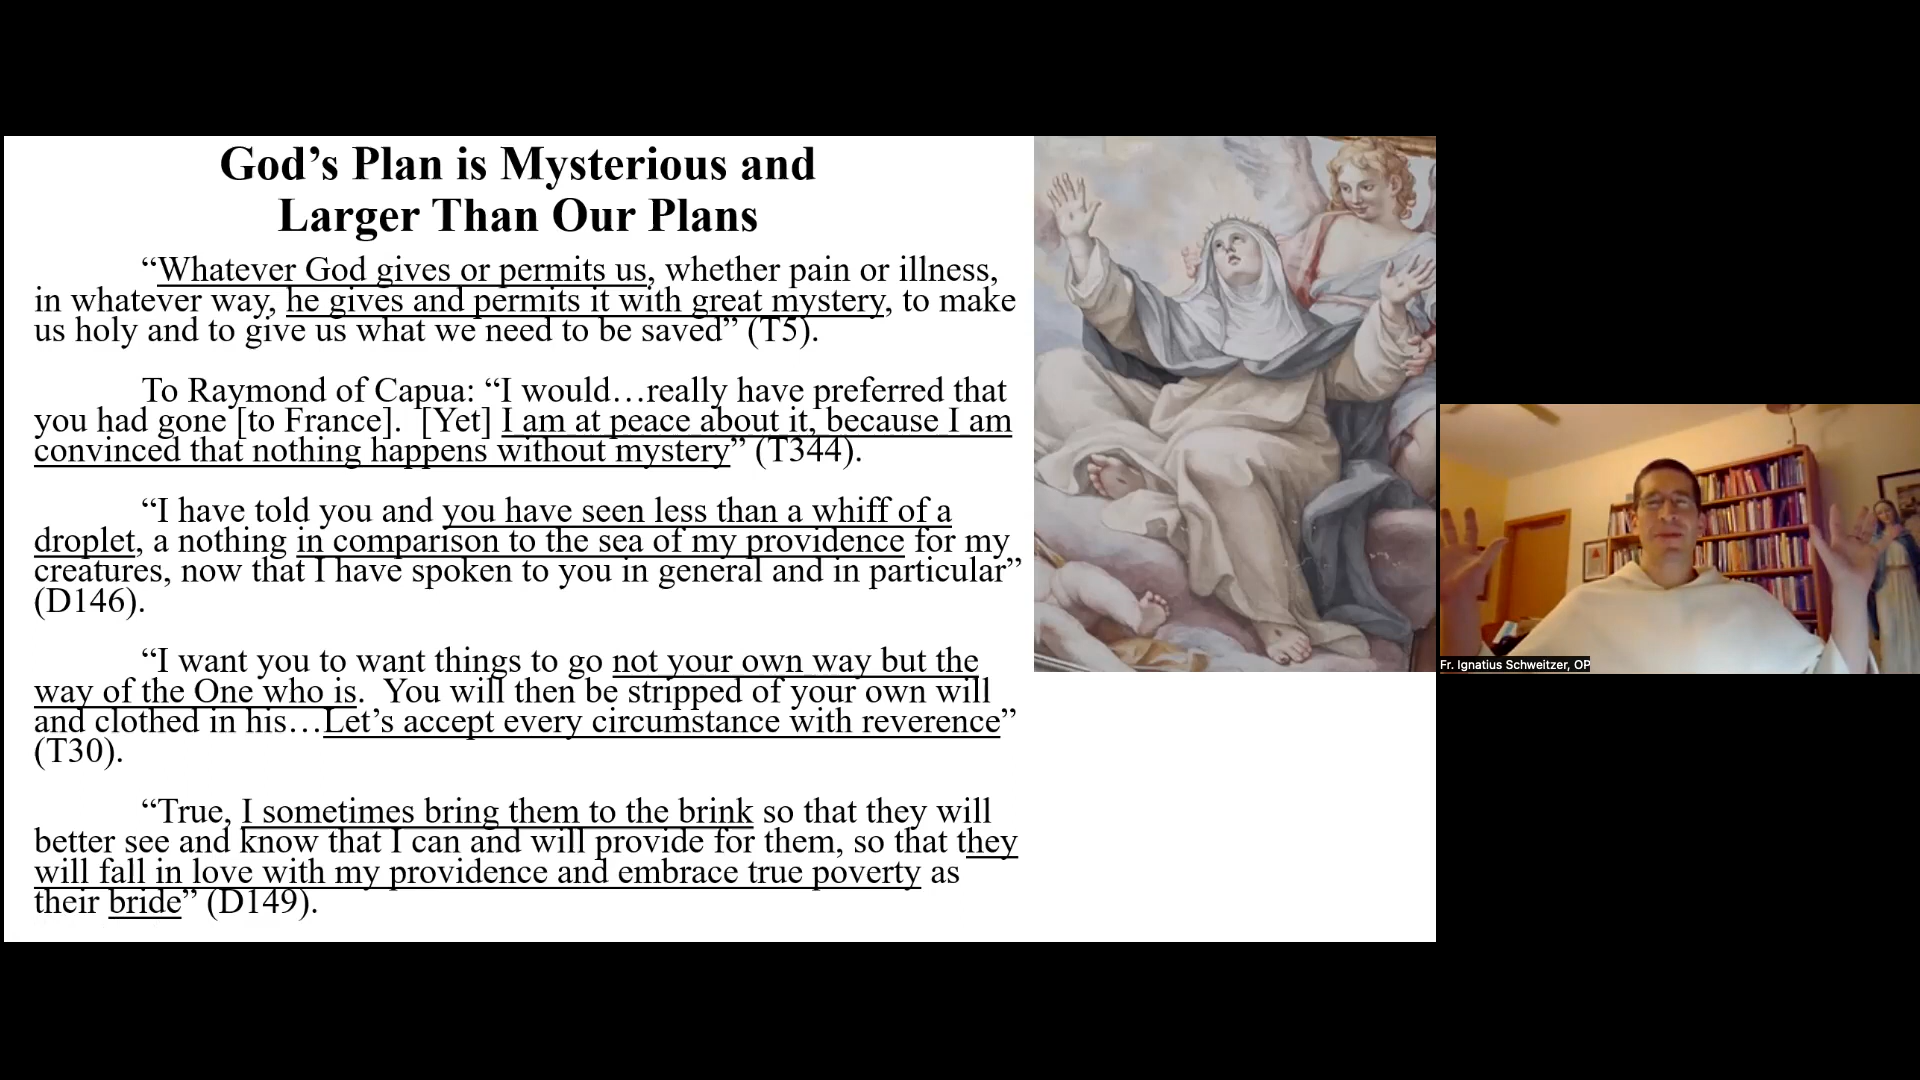 God’s Plan is Mysterious and
Larger Than Our Plans
“Whatever God gives or permits us, whether pain or illness,
in whatever way, he gives and permits it with great mystery, to make
us holy and to give us what we need to be saved” (T5).
To Raymond of Capua: “I would…really have preferred that
you had gone [to France].  [Yet] I am at peace about it, because I am
convinced that nothing happens without mystery” (T344).
“I have told you and you have seen less than a whiff of a
droplet, a nothing in comparison to the sea of my providence for my
creatures, now that I have spoken to you in general and in particular”
(D146).
“I want you to want things to go not your own way but the
way of the One who is.  You will then be stripped of your own will
and clothed in his…Let’s accept every circumstance with reverence”
(T30).
“True, I sometimes bring them to the brink so that they will
better see and know that I can and will provide for them, so that they
will fall in love with my providence and embrace true poverty as
their bride” (D149).
Fr. Ignatius Schweitzer, OP